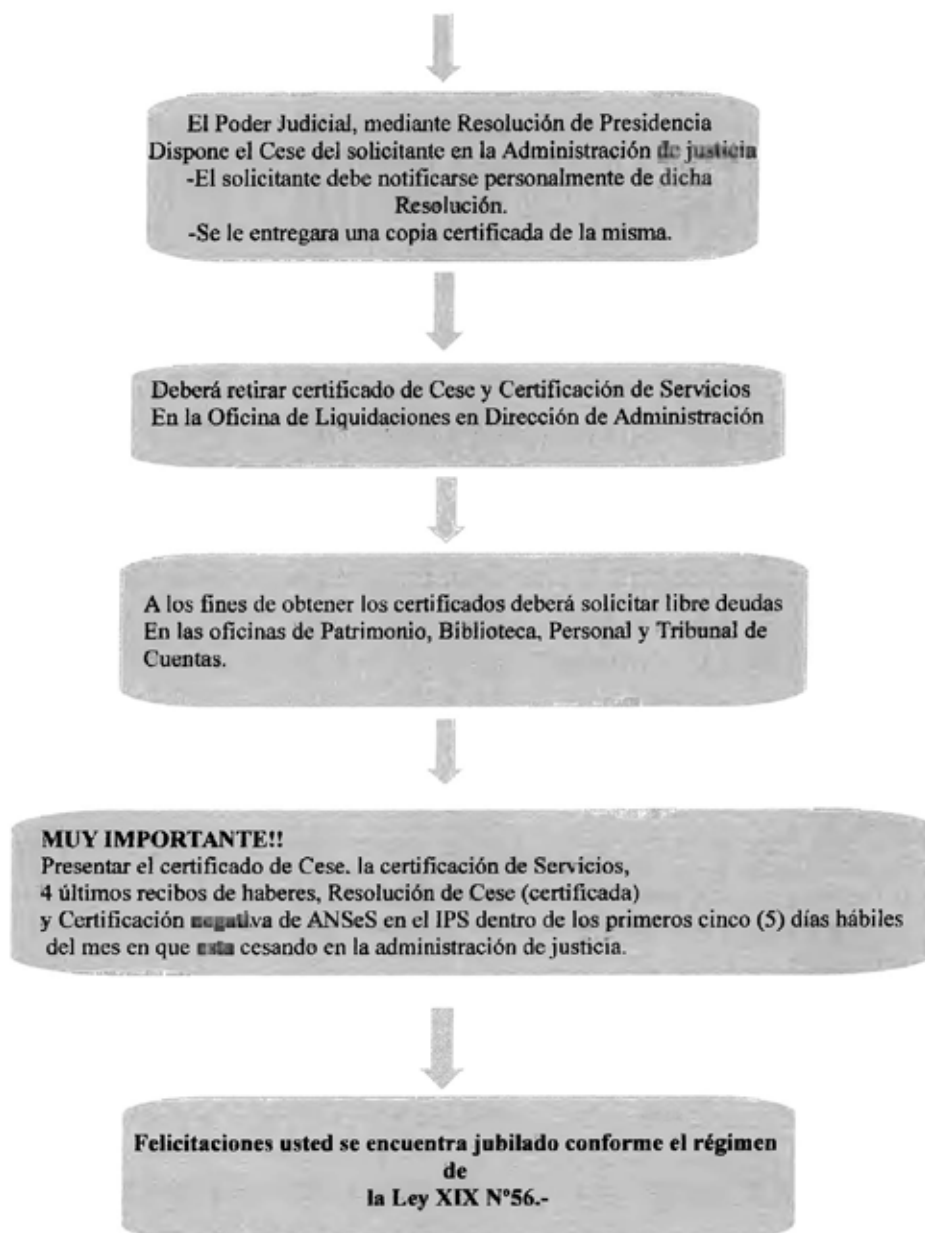 El Poder Judicial, mediante Resolución de Presidencia
Dispone el Cese del solicitante en la Administración de justicia
-El solicitante debe notificarse personalmente de dicha
Resolución.
-Se le entregara una copia certificada de la misma.
Deberá retirar certificado de Cese y Certificación de Servicios
En la Oficina de Liquidaciones en Dirección de Administración
A los fines de obtener los certificados deberá solicitar libre deudas
En las oficinas de Patrimonio, Biblioteca, Personal y Tribunal de
Cuentas.
MUY IMPORTANTE!!
Presentar el certificado de Cese. la certificación de Servicios,
4 últimos recibos de haberes, Resolución de Cese (certificada)
y Certificación negativa de ANSeS en el IPS dentro de los primeros cinco (5) días hábiles
del mes en que esta cesando en la administración de justicia.
Felicitaciones usted se encuentra jubilado conforme el régimen
de
la Ley XIX N°56.-